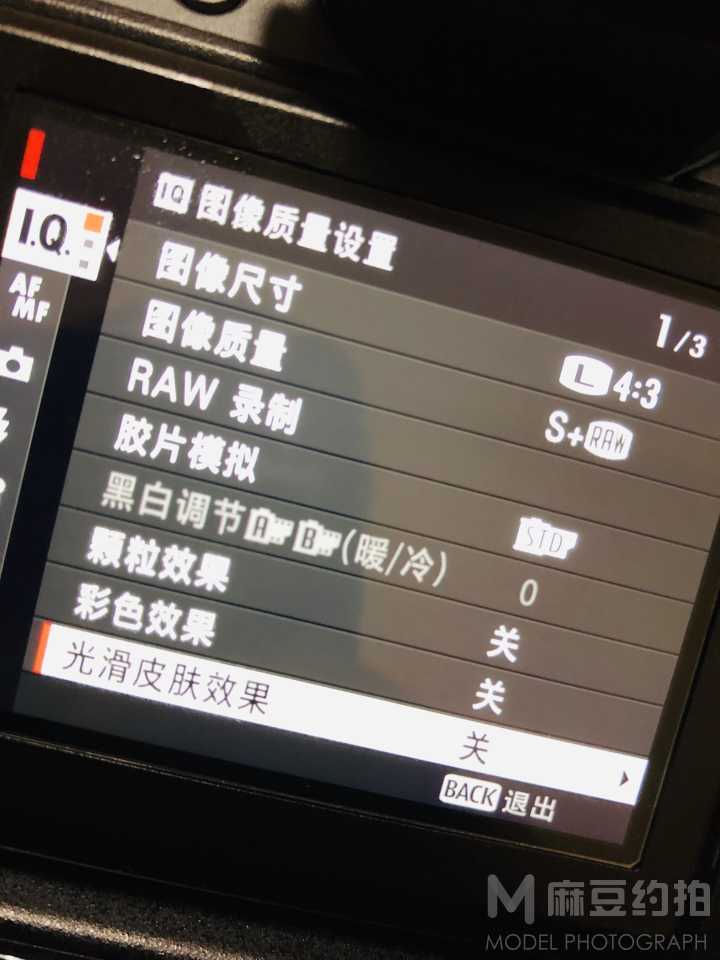 I.Q.
AF
MF
IQ 图像质量设置
1/3
图像尺寸 L 4:3
图像质量 S+RAW
RAW 录制
胶片模拟 STD
黑白调节 A B (暖/冷) 0
颗粒效果 关
彩色效果 关
光滑皮肤效果 关
BACK 退出
M 麻豆约拍
MODEL PHOTOGRAPH